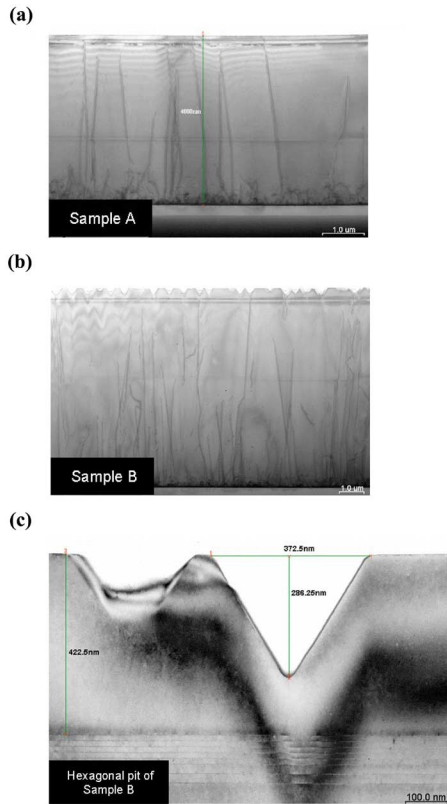 (a)
4000nm
Sample A
1.0 um
(b)
Sample B
1.0 um
(c)
372.5nm
286.25nm
422.5nm
Hexagonal pit of
Sample B
100.0 nm